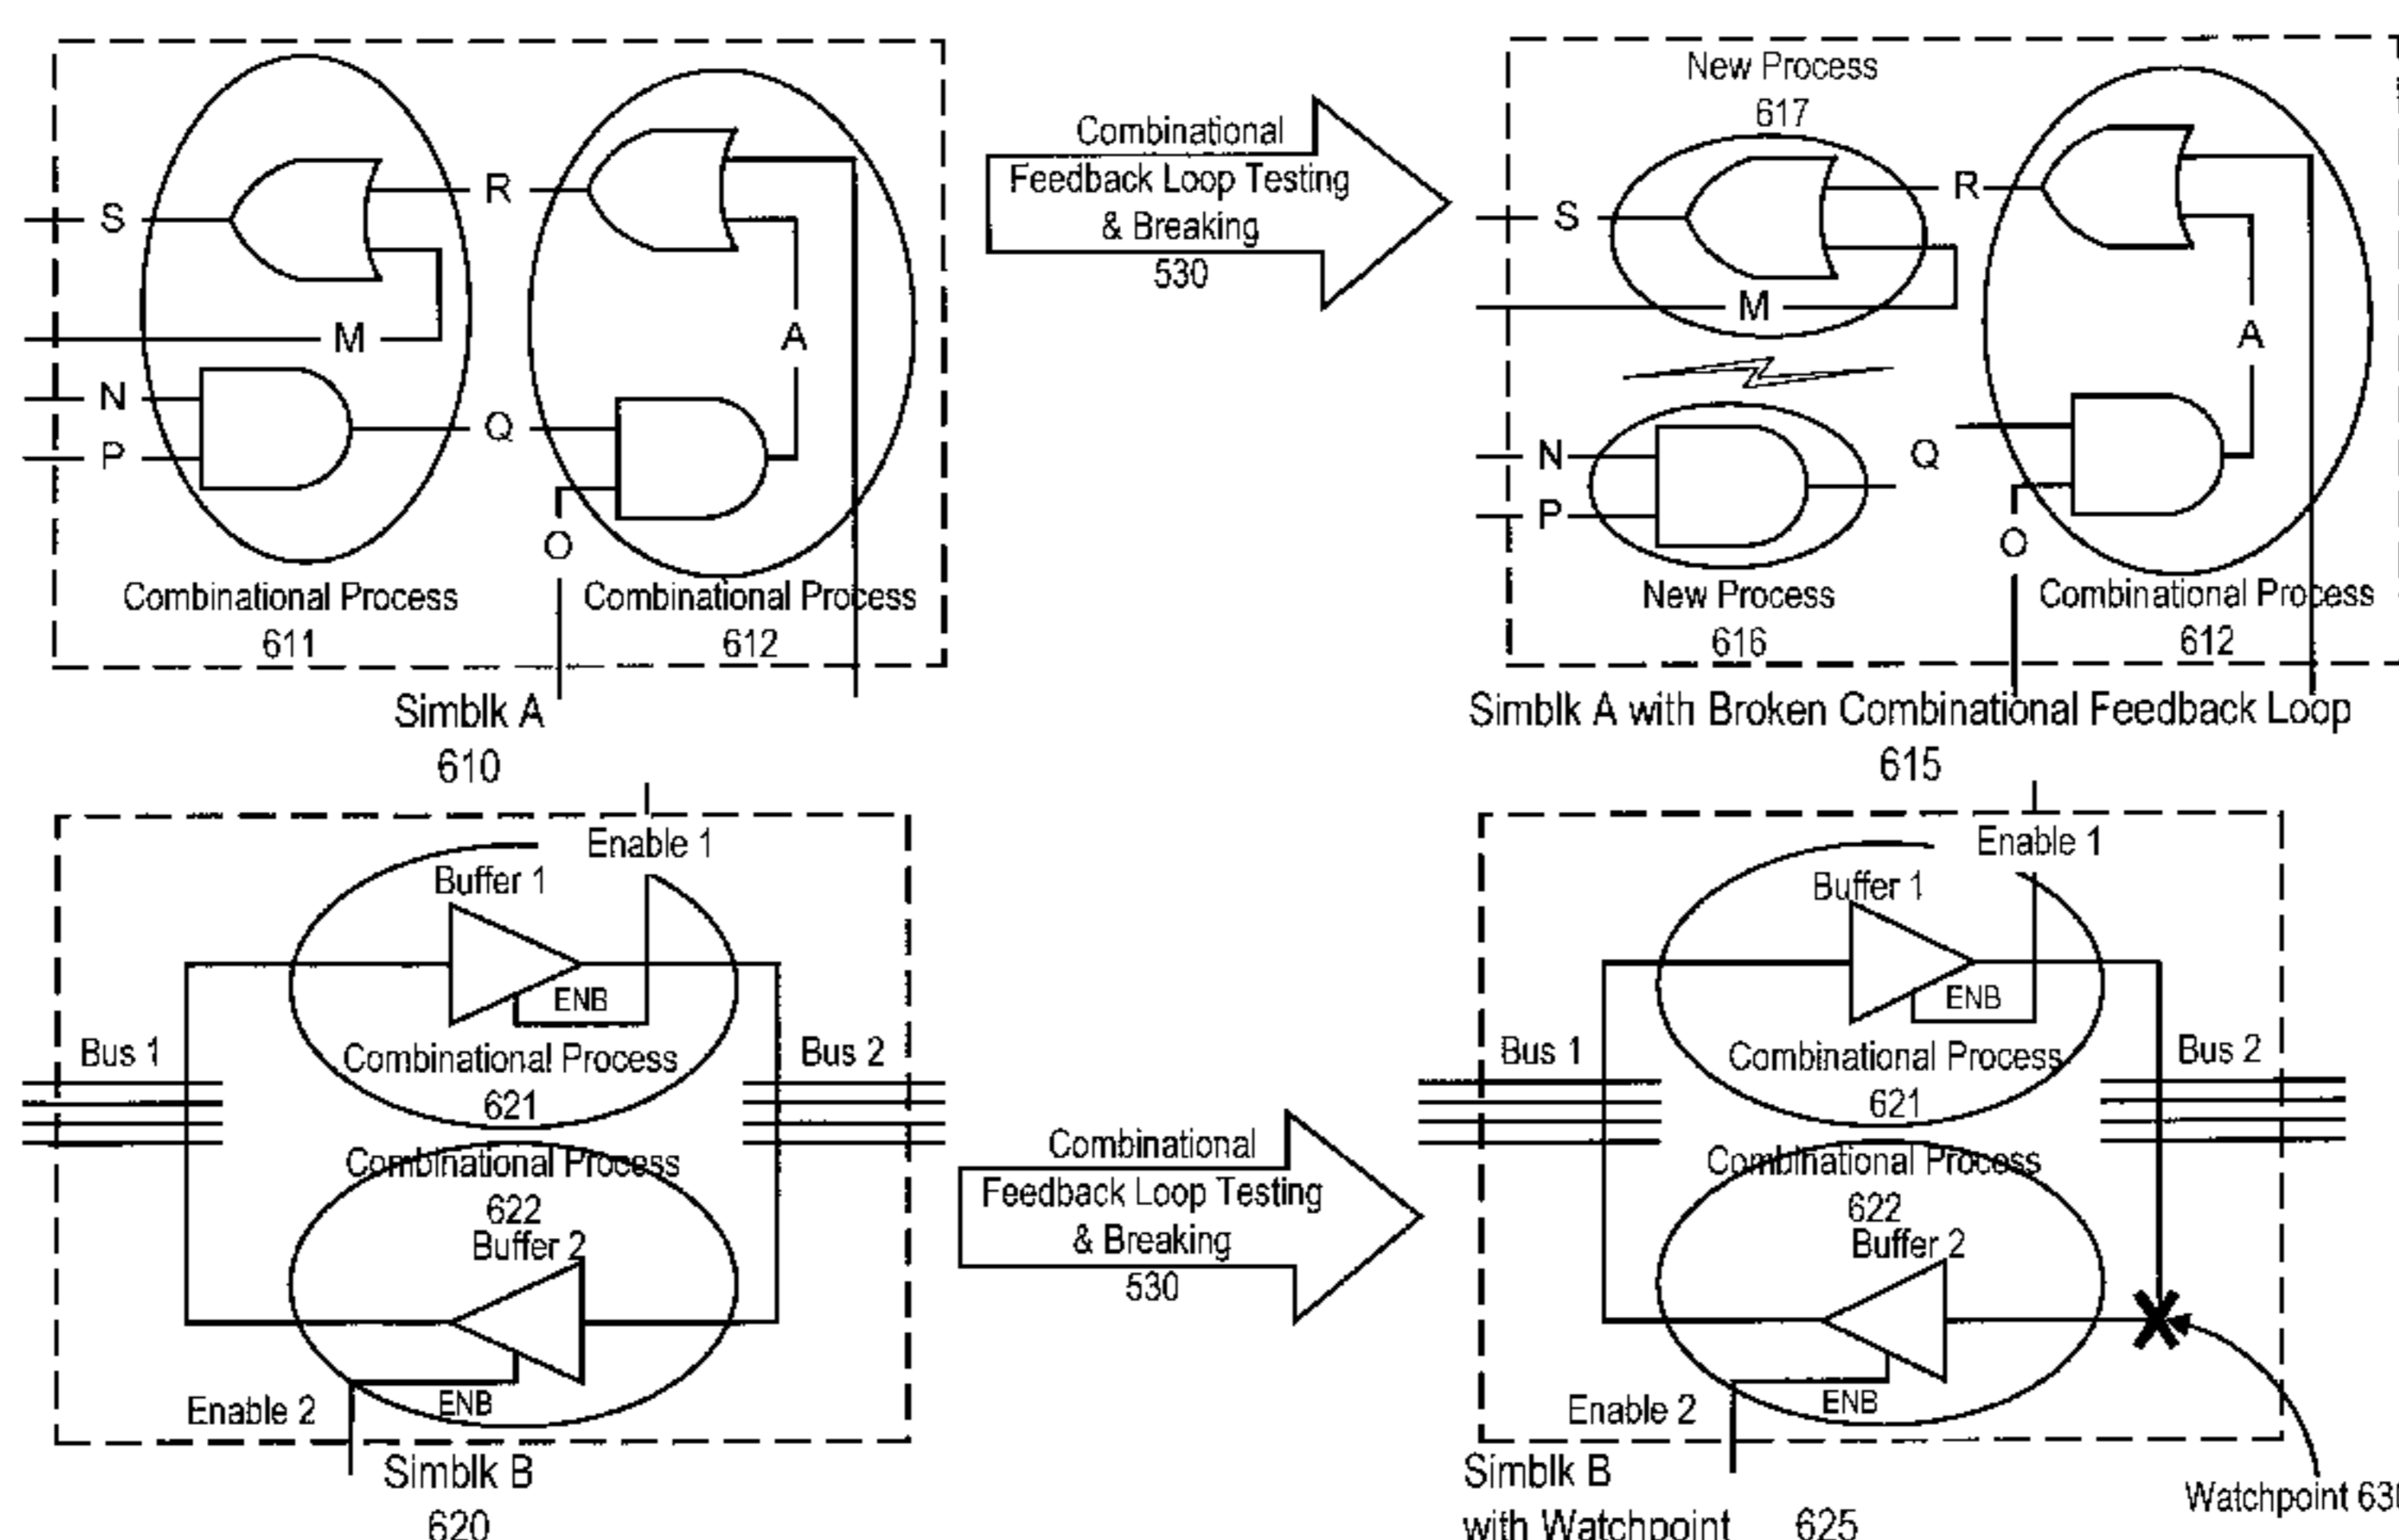 S
R
M
N
P
Q
A
O
Combinational Process
611
Combinational Process
612
Simblk A
610
Combinational
Feedback Loop Testing
& Breaking
530
New Process
617
S
R
M
N
P
Q
A
O
New Process
616
Combinational Process
612
Simblk A with Broken Combinational Feedback Loop
615
Enable 1
Buffer 1
ENB
Bus 1
Bus 2
Combinational Process
621
Combinational Process
622
Buffer 2
ENB
Enable 2
Simblk B
620
Combinational
Feedback Loop Testing
& Breaking
530
Enable 1
Buffer 1
ENB
Bus 1
Bus 2
Combinational Process
621
Combinational Process
622
Buffer 2
ENB
Enable 2
Simblk B
with Watchpoint 625
Watchpoint 630